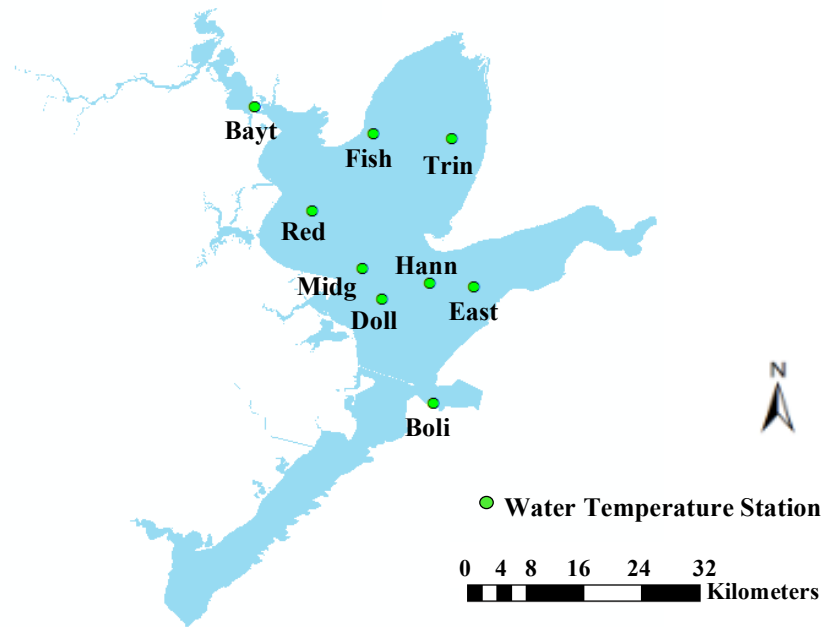 Bayt
Fish
Trin
Red
Hann
Midg
Doll
East
N
Boli
Water Temperature Station
0 4 8 16 24 32
Kilometers